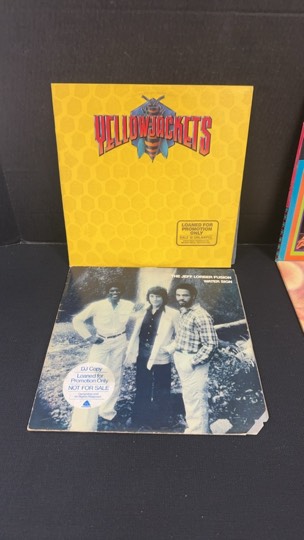 YELLOWJACKETS
LOANED FOR
PROMOTION
ONLY
THE JEFF LORBER FUSION
WATER SIGN
DJ Copy
Loaned for
Promotion Only
NOT FOR SALE